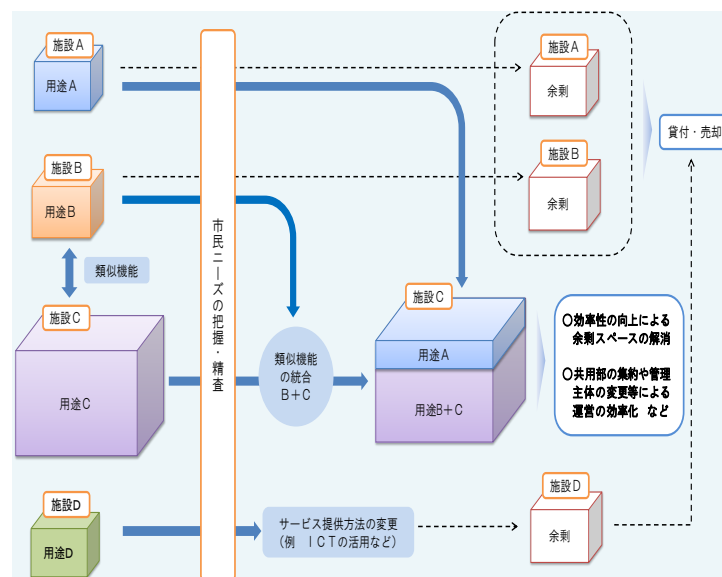 施設A
用途A
施設B
用途B
類似機能
施設C
用途C
施設D
用途D
市民ニーズの把握・精査
類似機能
の統合
B+C
サービス提供方法の変更
(例　ICTの活用など)
施設A
余剰
施設B
余剰
貸付・売却
施設C
用途A
用途B+C
○効率性の向上による
余剰スペースの解消
○共用部の集約や管理
主体の変更等による
運営の効率化　など
施設D
余剰